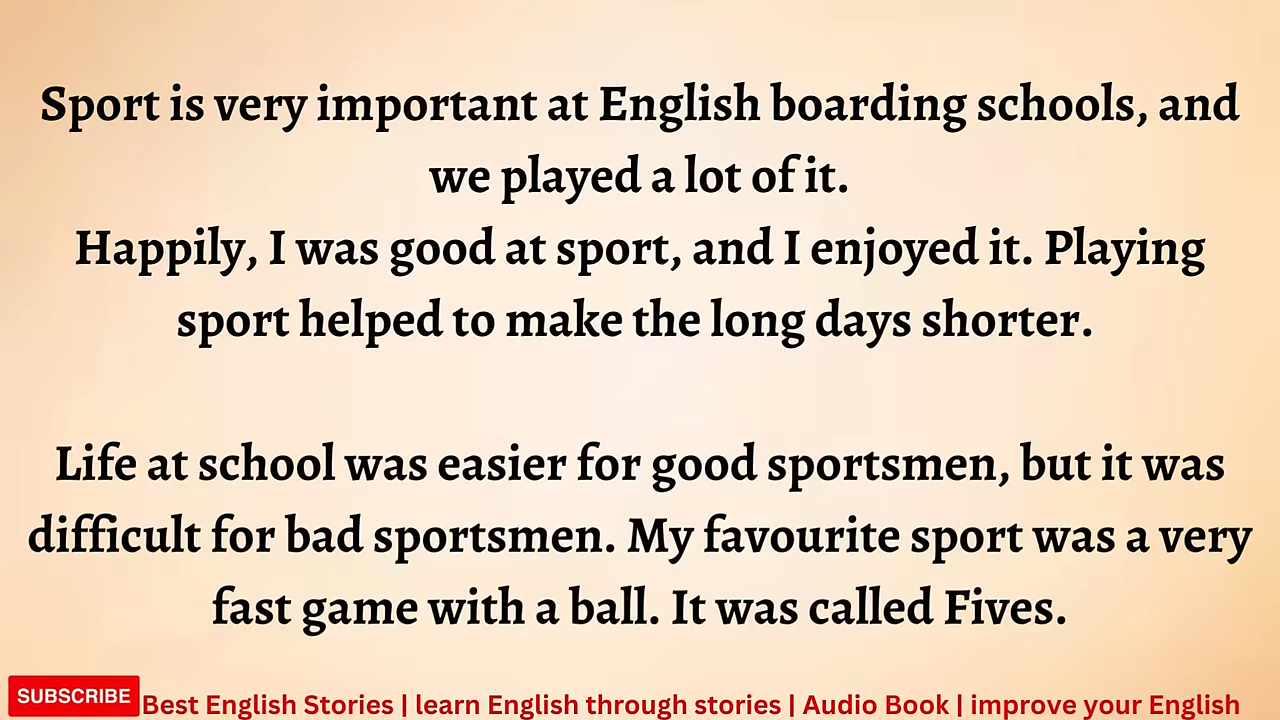 Sport is very important at English boarding schools, and
we played a lot of it.
Happily, I was good at sport, and I enjoyed it. Playing
sport helped to make the long days shorter.
Life at school was easier for good sportsmen, but it was
difficult for bad sportsmen. My favourite sport was a very
fast game with a ball. It was called Fives.
SUBSCRIBE Best English Stories | learn English through stories | Audio Book | improve your English